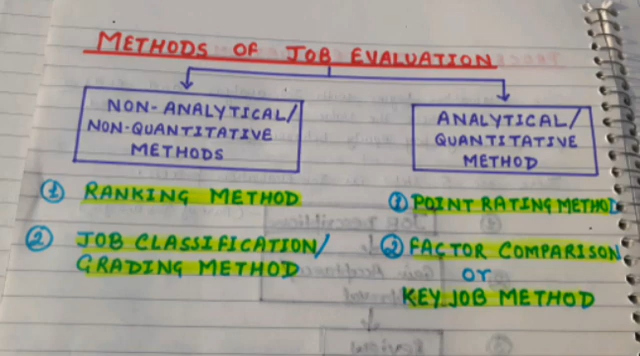 METHODS OF JOB EVALUATION
NON-ANALYTICAL/
NON-QUANTITATIVE
METHODS
ANALYTICAL/
QUANTITATIVE
METHOD
① RANKING METHOD
② JOB CLASSIFICATION/
GRADING METHOD
① POINT RATING METHOD
② FACTOR COMPARISON
or
KEY JOB METHOD